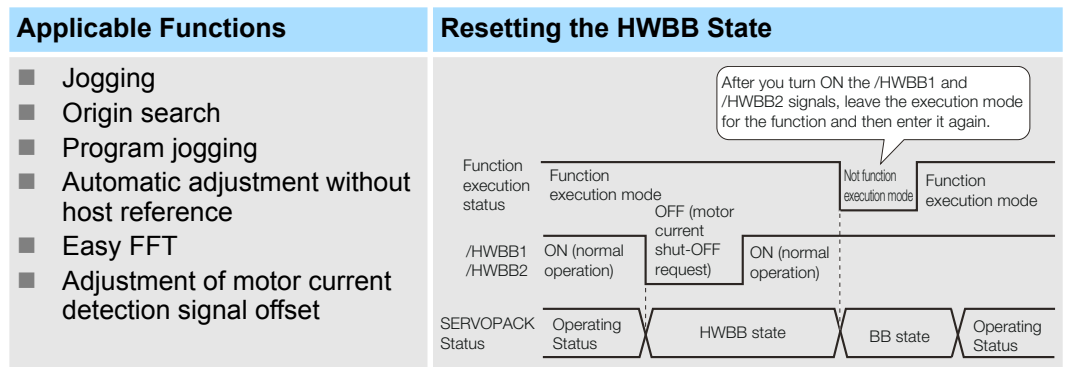 Applicable Functions
■ Jogging
■ Origin search
■ Program jogging
■ Automatic adjustment without
host reference
■ Easy FFT
■ Adjustment of motor current
detection signal offset
Resetting the HWBB State
After you turn ON the /HWBB1 and
/HWBB2 signals, leave the execution mode
for the function and then enter it again.
Function
execution
status
Function
execution mode
Not function
execution mode
Function
execution mode
/HWBB1
/HWBB2
ON (normal
operation)
OFF (motor
current
shut-OFF
request)
ON (normal
operation)
SERVOPACK
Status
Operating
Status
HWBB state
BB state
Operating
Status